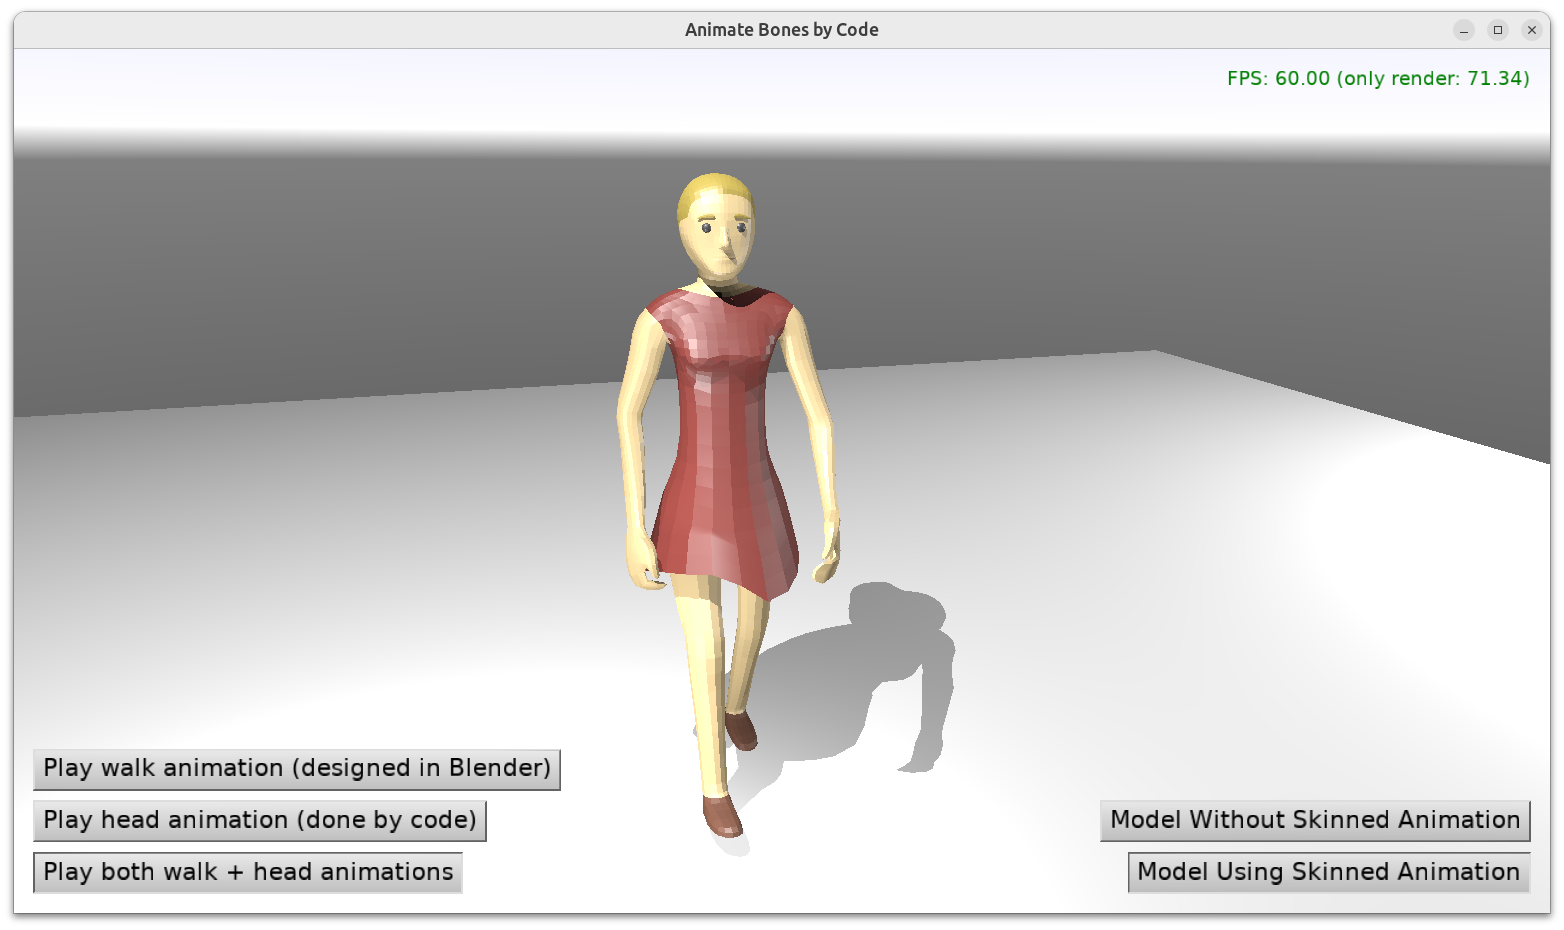 Animate Bones by Code
FPS: 60.00 (only render: 71.34)
Play walk animation (designed in Blender)
Play head animation (done by code)
Play both walk + head animations
Model Without Skinned Animation
Model Using Skinned Animation